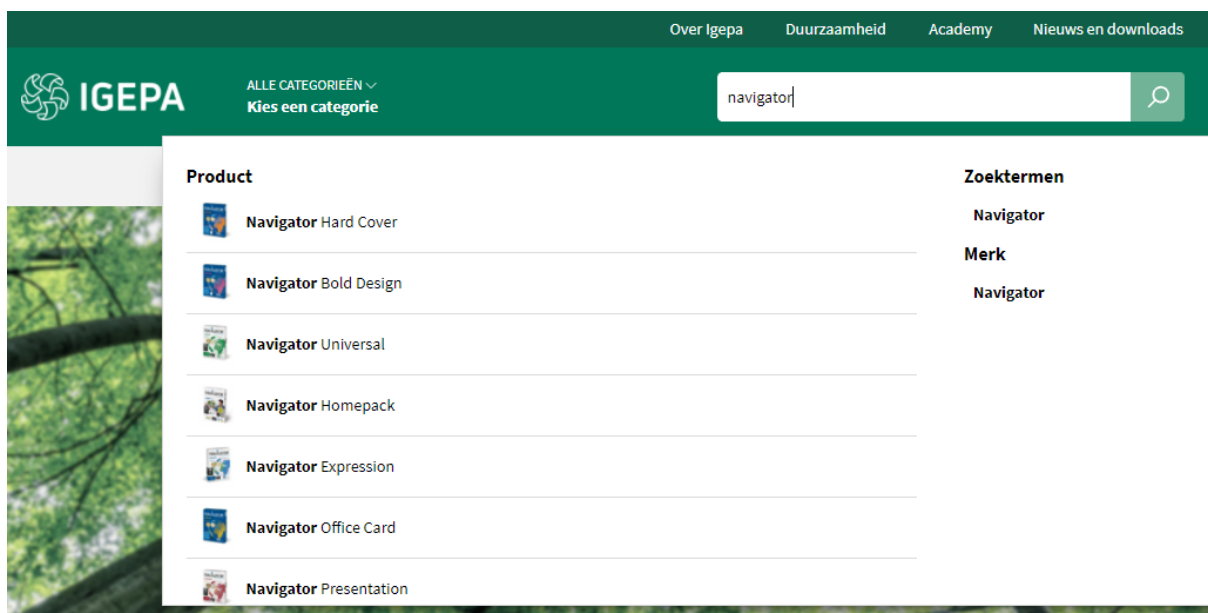 Over Igepa Duurzaamheid Academy Nieuws en downloads
IGEPA
ALLE CATEGORIEËN
Kies een categorie
navigator
Product
Navigator Hard Cover
Navigator Bold Design
Navigator Universal
Navigator Homepack
Navigator Expression
Navigator Office Card
Navigator Presentation
Zoektermen
Navigator
Merk
Navigator